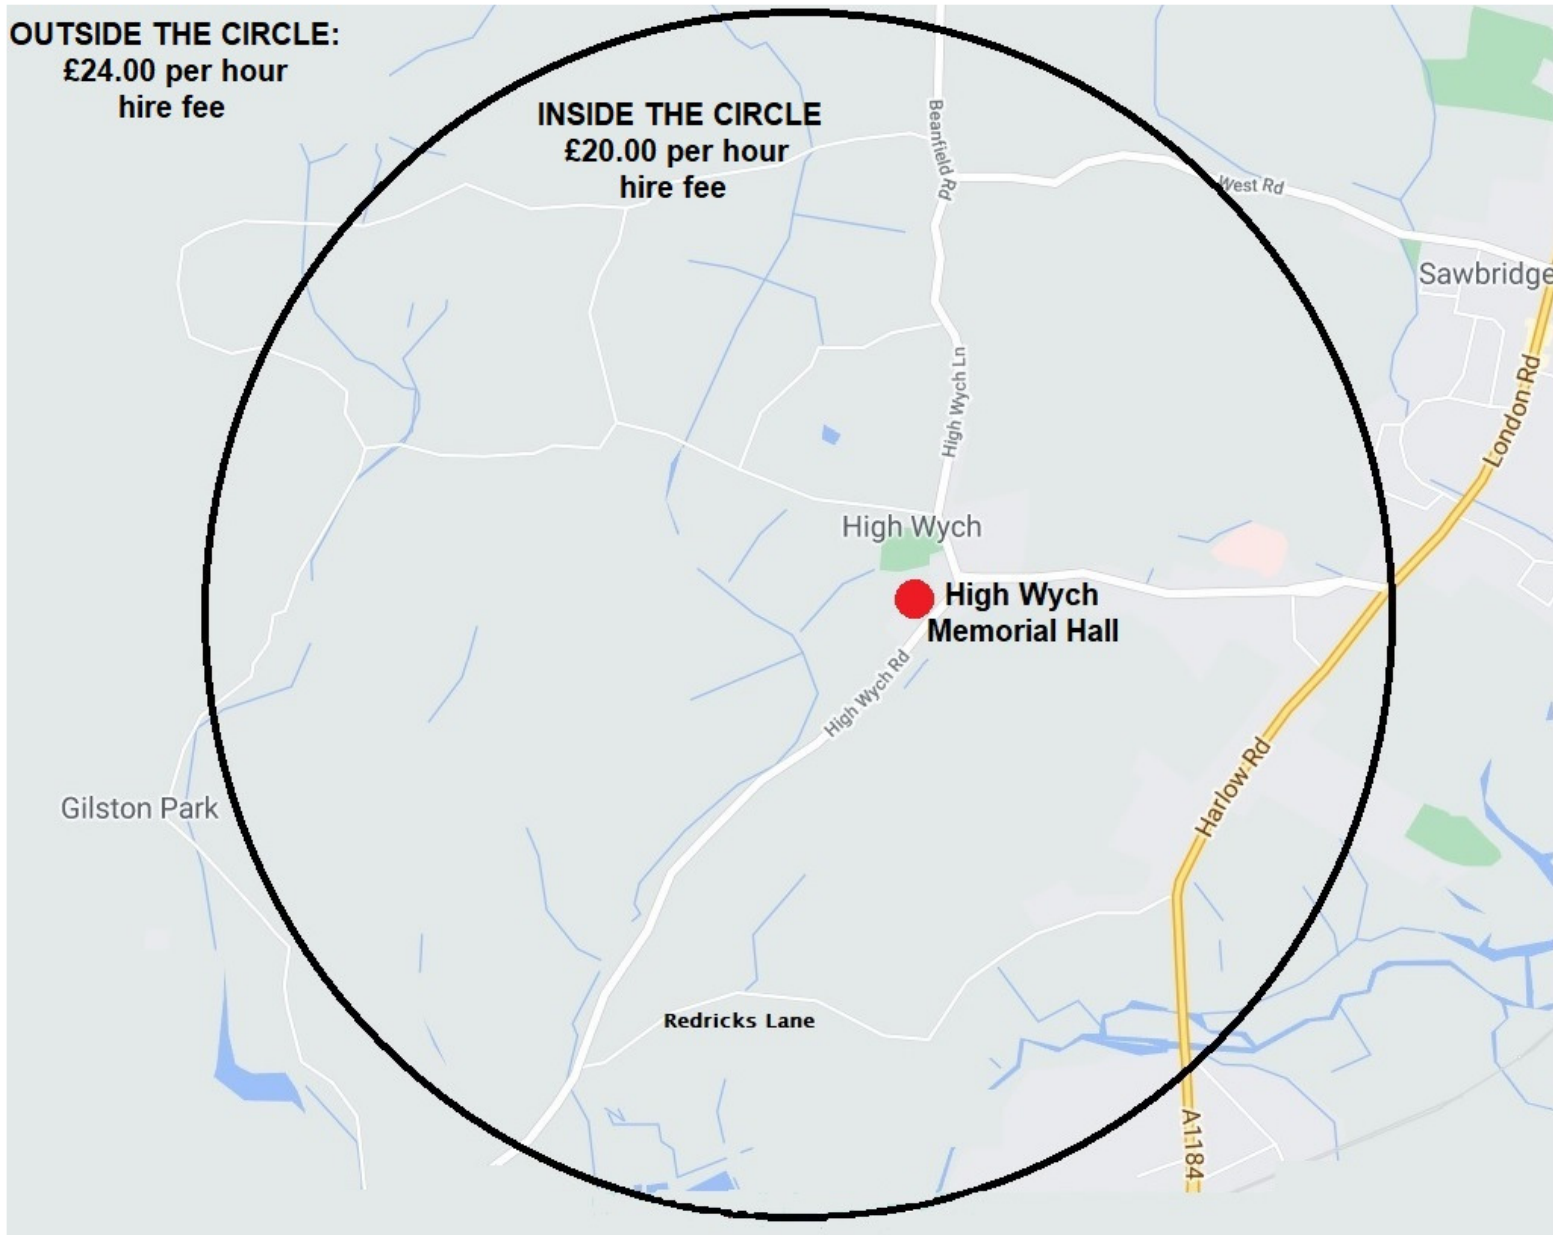 OUTSIDE THE CIRCLE:
£24.00 per hour
hire fee
INSIDE THE CIRCLE
£20.00 per hour
hire fee
Beanfield Rd
West Rd
Sawbridge
London Rd
High Wych Ln
High Wych
High Wych
Memorial Hall
High Wych Rd
Harlow Rd
Gilston Park
Redricks Lane
A1184